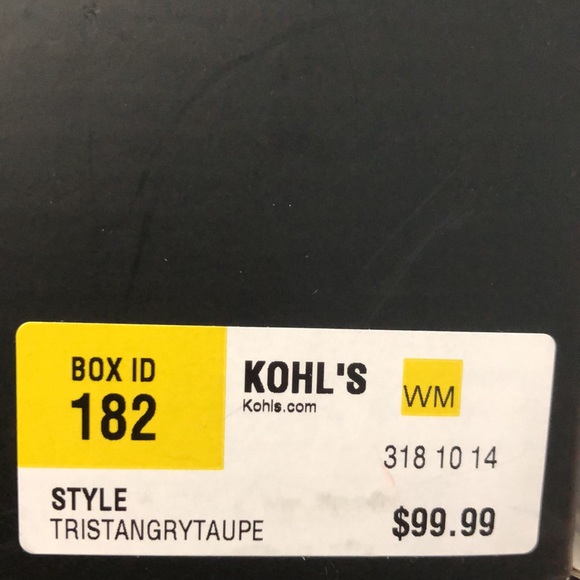 BOX ID
182
KOHL'S
Kohls.com
WM
318 10 14
STYLE
TRISTANGRYTAUPE
$99.99